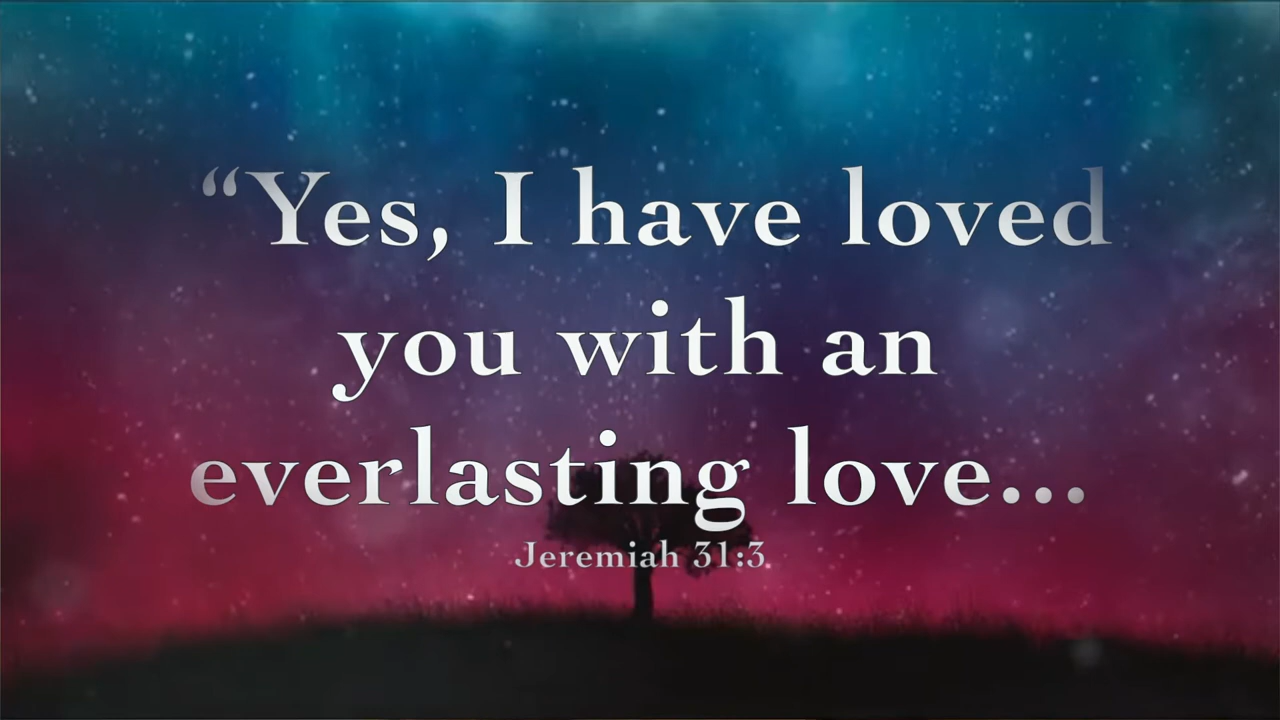 “Yes, I have loved
you with an
everlasting love...
Jeremiah 31:3